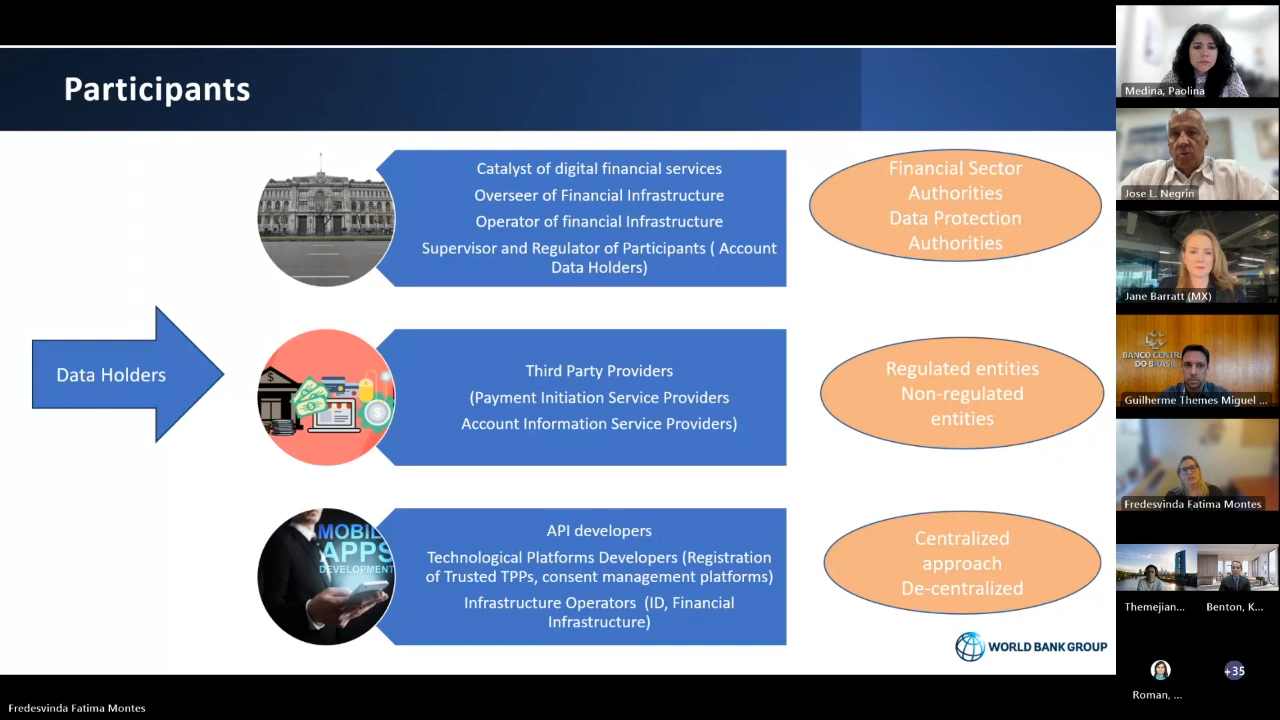 Participants
Data Holders
Catalyst of digital financial services
Overseer of Financial Infrastructure
Operator of financial Infrastructure
Supervisor and Regulator of Participants ( Account
Data Holders)
Financial Sector
Authorities
Data Protection
Authorities
Third Party Providers
(Payment Initiation Service Providers
Account Information Service Providers)
Regulated entities
Non-regulated
entities
MOBIL
APPS
DEVELOPMENT
API developers
Technological Platforms Developers (Registration
of Trusted TPPs, consent management platforms)
Infrastructure Operators (ID, Financial
Infrastructure)
Centralized
approach
De-centralized
WORLD BANK GROUP
Fredesvinda Fatima Montes
Medina, Paolina
Jose L. Negrin
Jane Barratt (MX)
BANCO CENTRA
DO BRASIL
Guilherme Themes Miguel ...
Fredesvinda Fatima Montes
Themejian...
Benton, K...
Roman, ...
+35